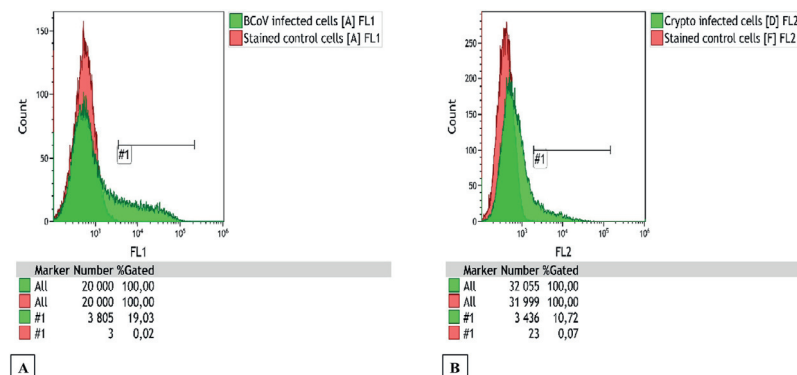 BCoV infected cells [A] FL1
Stained control cells [A] FL1
150
100
50
0
Count
#1
10³ 10⁴ 10⁵ 10⁶
FL1
Marker Number %Gated
All 20 000 100,00
All 20 000 100,00
#1 3 805 19,03
#1 3 0,02
A
Crypto infected cells [D] FL2
Stained control cells [F] FL2
250
200
150
100
50
0
Count
#1
10³ 10⁴ 10⁵ 10⁶
FL2
Marker Number %Gated
All 32 055 100,00
All 31 999 100,00
#1 3 436 10,72
#1 23 0,07
B